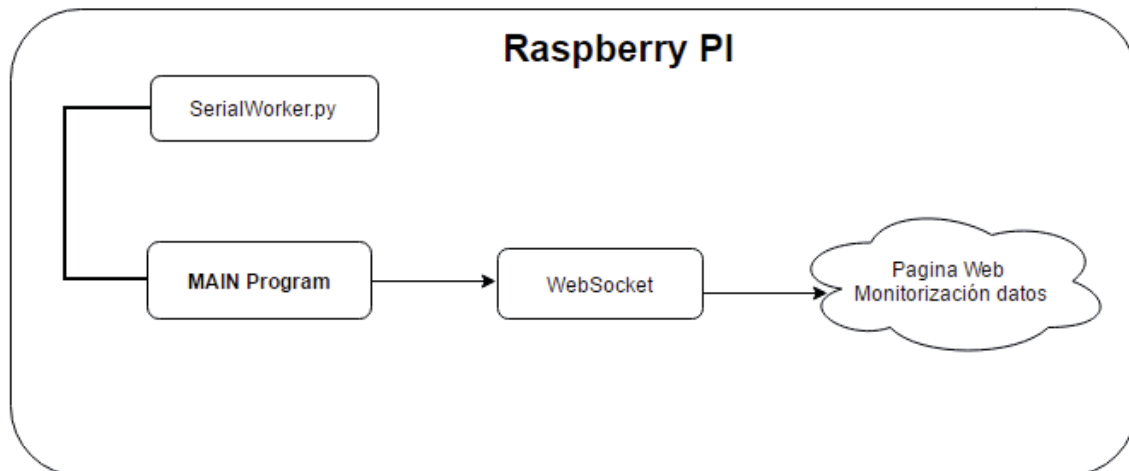 Raspberry PI
SerialWorker.py
MAIN Program
WebSocket
Pagina Web
Monitorización datos